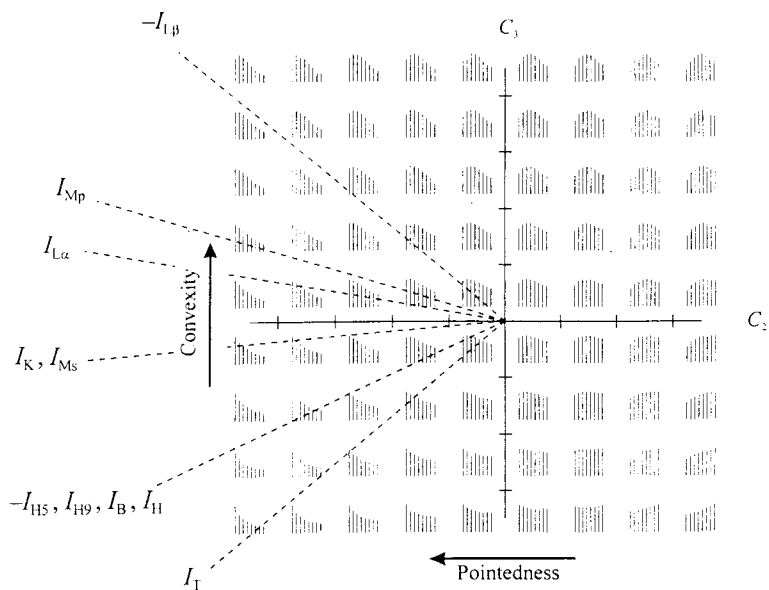 –I_Lβ
C_3
I_Mp
I_Lα
Convexity
C_2
I_K , I_Ms
–I_H5 , I_H9 , I_B , I_H
I_T
Pointedness